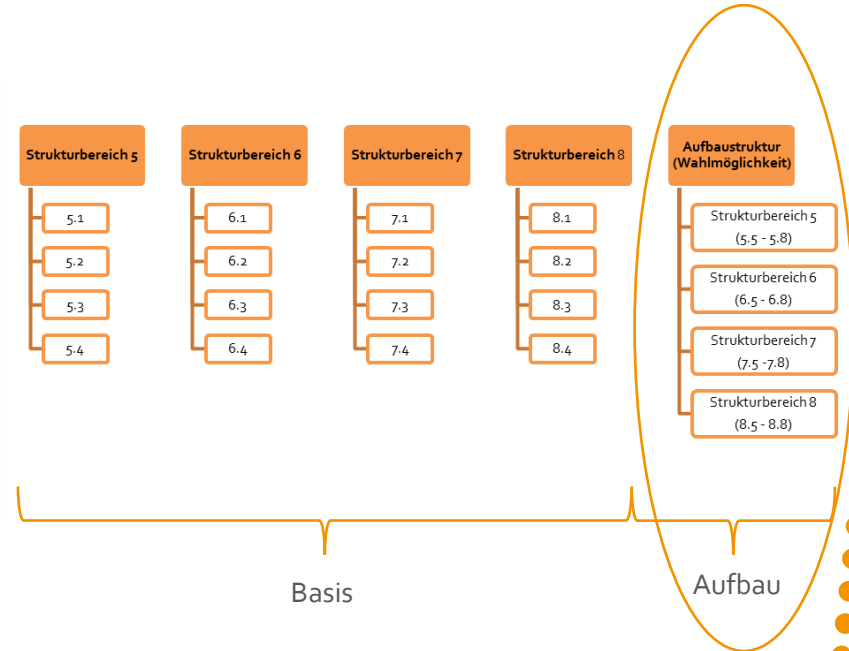 Strukturbereich 5
5.1
5.2
5.3
5.4
Strukturbereich 6
6.1
6.2
6.3
6.4
Strukturbereich 7
7.1
7.2
7.3
7.4
Strukturbereich 8
8.1
8.2
8.3
8.4
Aufbaustruktur
(Wahlmöglichkeit)
Strukturbereich 5
(5.5 - 5.8)
Strukturbereich 6
(6.5 - 6.8)
Strukturbereich 7
(7.5 -7.8)
Strukturbereich 8
(8.5 - 8.8)
Basis
Aufbau